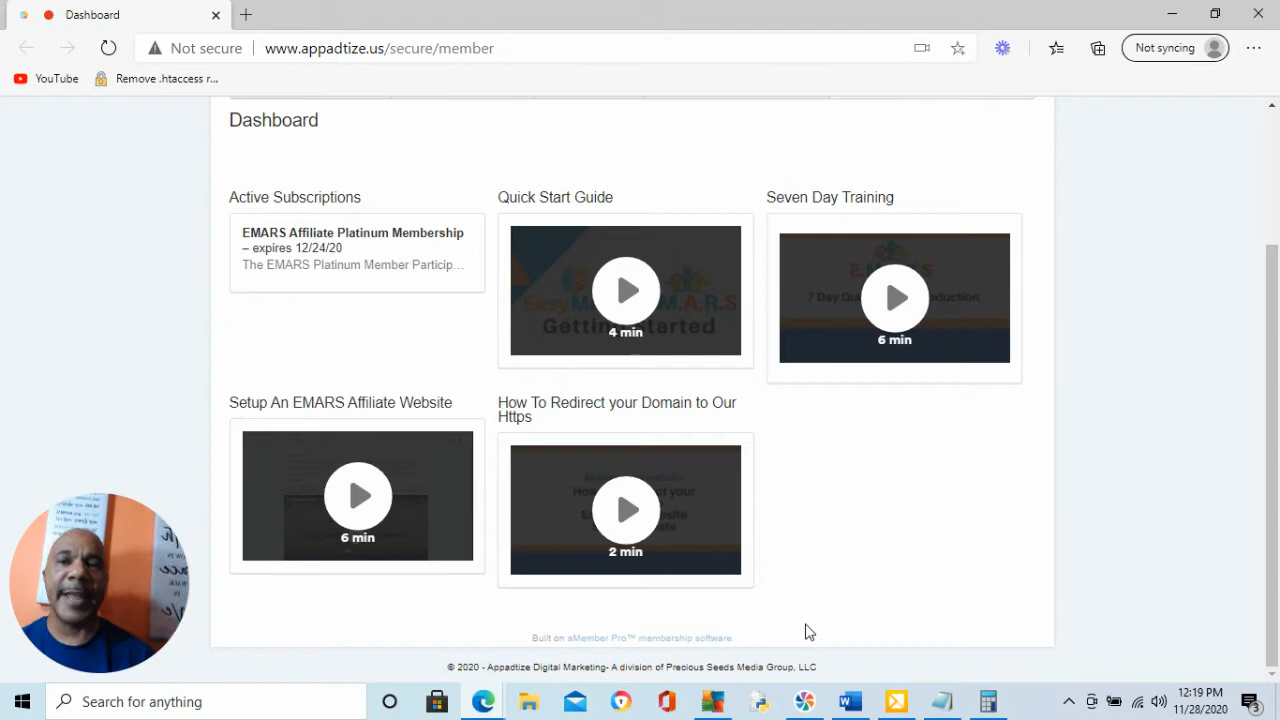 Dashboard
Not secure
www.appadtize.us/secure/member
Not syncing
YouTube
Remove .htaccess r...
Dashboard
Active Subscriptions
Quick Start Guide
Seven Day Training
EMARS Affiliate Platinum Membership
– expires 12/24/20
The EMARS Platinum Member Particip...
Getting Started
4 min
6 min
Setup An EMARS Affiliate Website
How To Redirect your Domain to Our
Https
6 min
2 min
Built on aMember Pro™ membership software
© 2020 - Appadtize Digital Marketing- A division of Precious Seeds Media Group, LLC
Search for anything
12:19 PM
11/28/2020
3